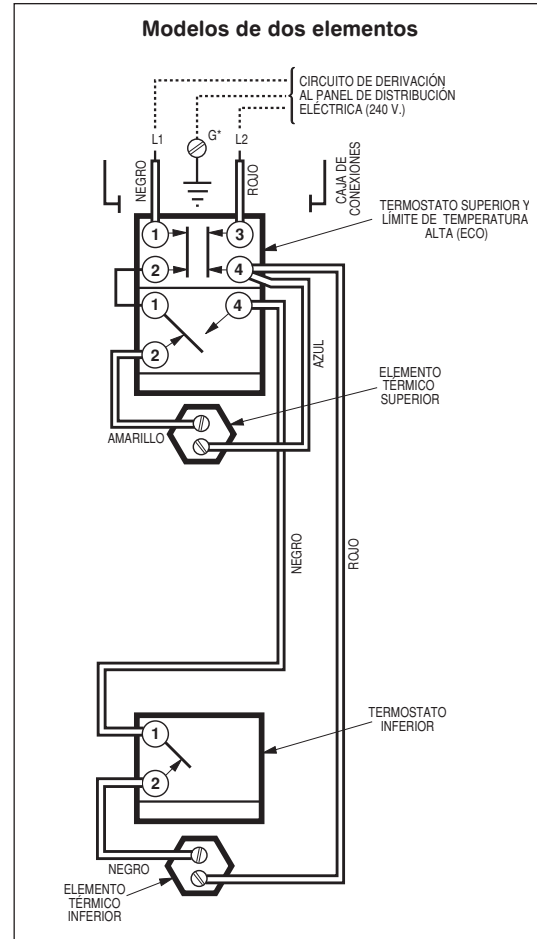 Modelos de dos elementos
CIRCUITO DE DERIVACIÓN
AL PANEL DE DISTRIBUCIÓN
ELÉCTRICA (240 V.)
L1
G*
L2
NEGRO
ROJO
CAJA DE
CONEXIONES
TERMOSTATO SUPERIOR Y
LÍMITE DE TEMPERATURA
ALTA (ECO)
1
3
2
4
1
4
2
AZUL
ELEMENTO
TÉRMICO
SUPERIOR
AMARILLO
NEGRO
ROJO
TERMOSTATO
INFERIOR
1
2
NEGRO
ELEMENTO
TÉRMICO
INFERIOR